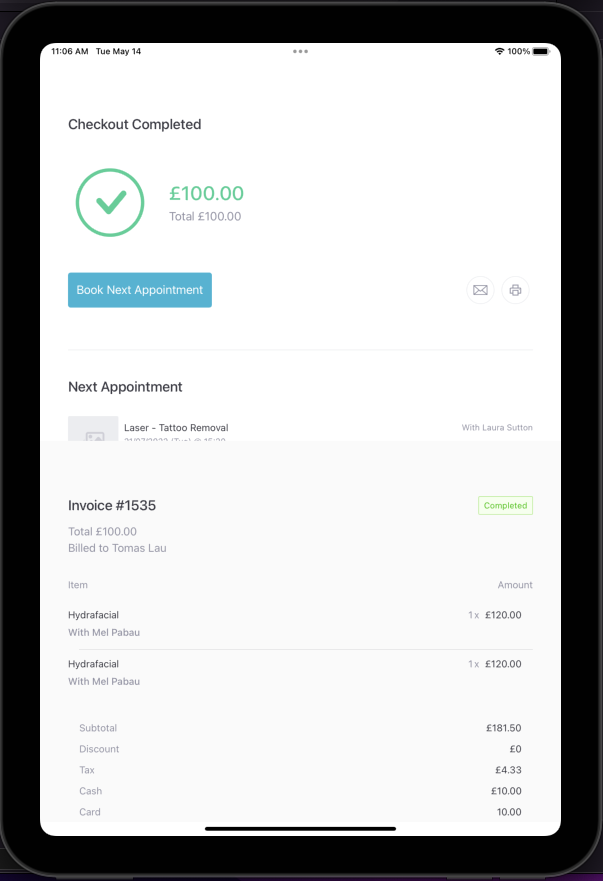 11:06 AM Tue May 14
100%
Checkout Completed
£100.00
Total £100.00
Book Next Appointment
Next Appointment
Laser - Tattoo Removal
With Laura Sutton
Invoice #1535
Completed
Total £100.00
Billed to Tomas Lau
Item Amount
Hydrafacial 1 x £120.00
With Mel Pabau
Hydrafacial 1 x £120.00
With Mel Pabau
Subtotal £181.50
Discount £0
Tax £4.33
Cash £10.00
Card 10.00